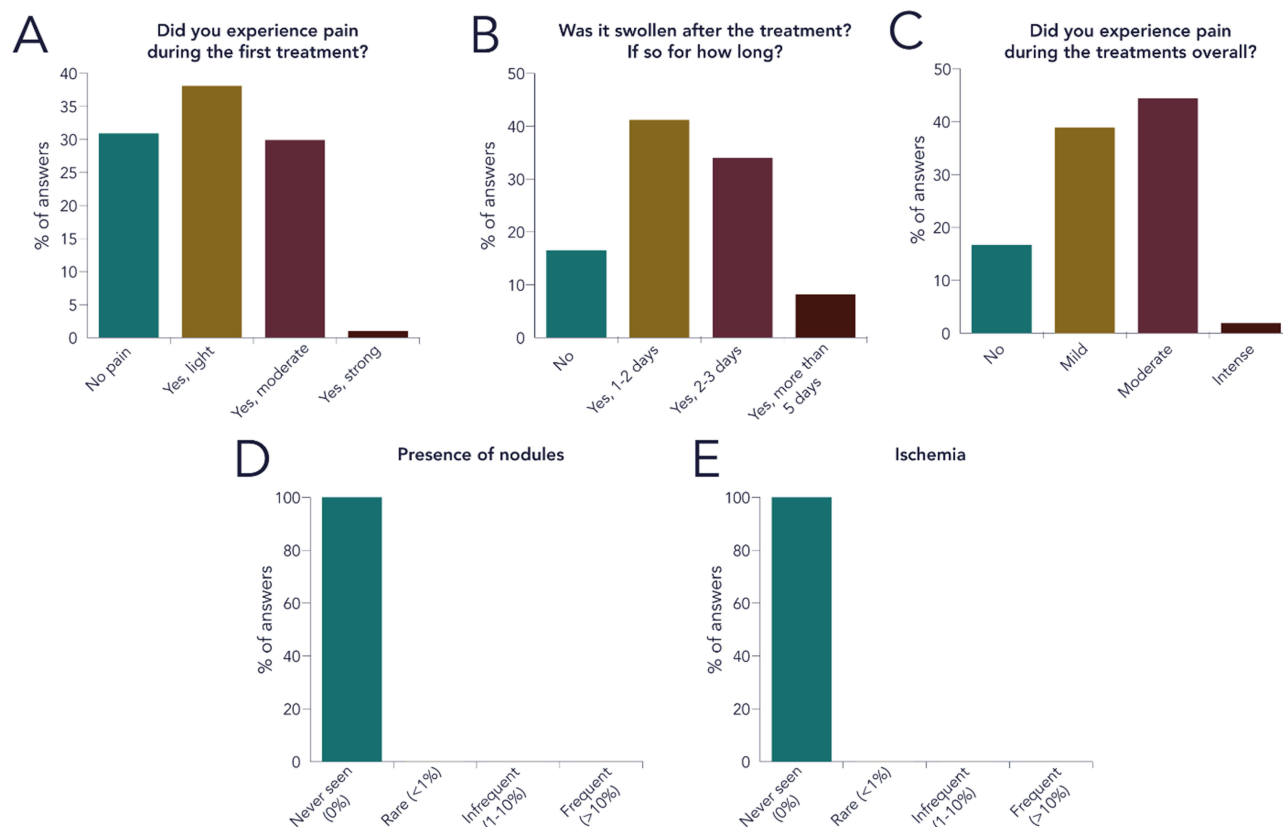 A
Did you experience pain
during the first treatment?
% of answers
40
35
30
25
20
15
10
5
0
No pain
Yes, light
Yes, moderate
Yes, strong
B
Was it swollen after the treatment?
If so for how long?
% of answers
50
40
30
20
10
0
No
Yes, 1-2 days
Yes, 2-3 days
Yes, more than
5 days
C
Did you experience pain
during the treatments overall?
% of answers
50
40
30
20
10
0
No
Mild
Moderate
Intense
D
Presence of nodules
% of answers
100
80
60
40
20
0
Never seen
(0%)
Rare (<1%)
Infrequent
(1-10%)
Frequent
(>10%)
E
Ischemia
% of answers
100
80
60
40
20
0
Never seen
(0%)
Rare (<1%)
Infrequent
(1-10%)
Frequent
(>10%)